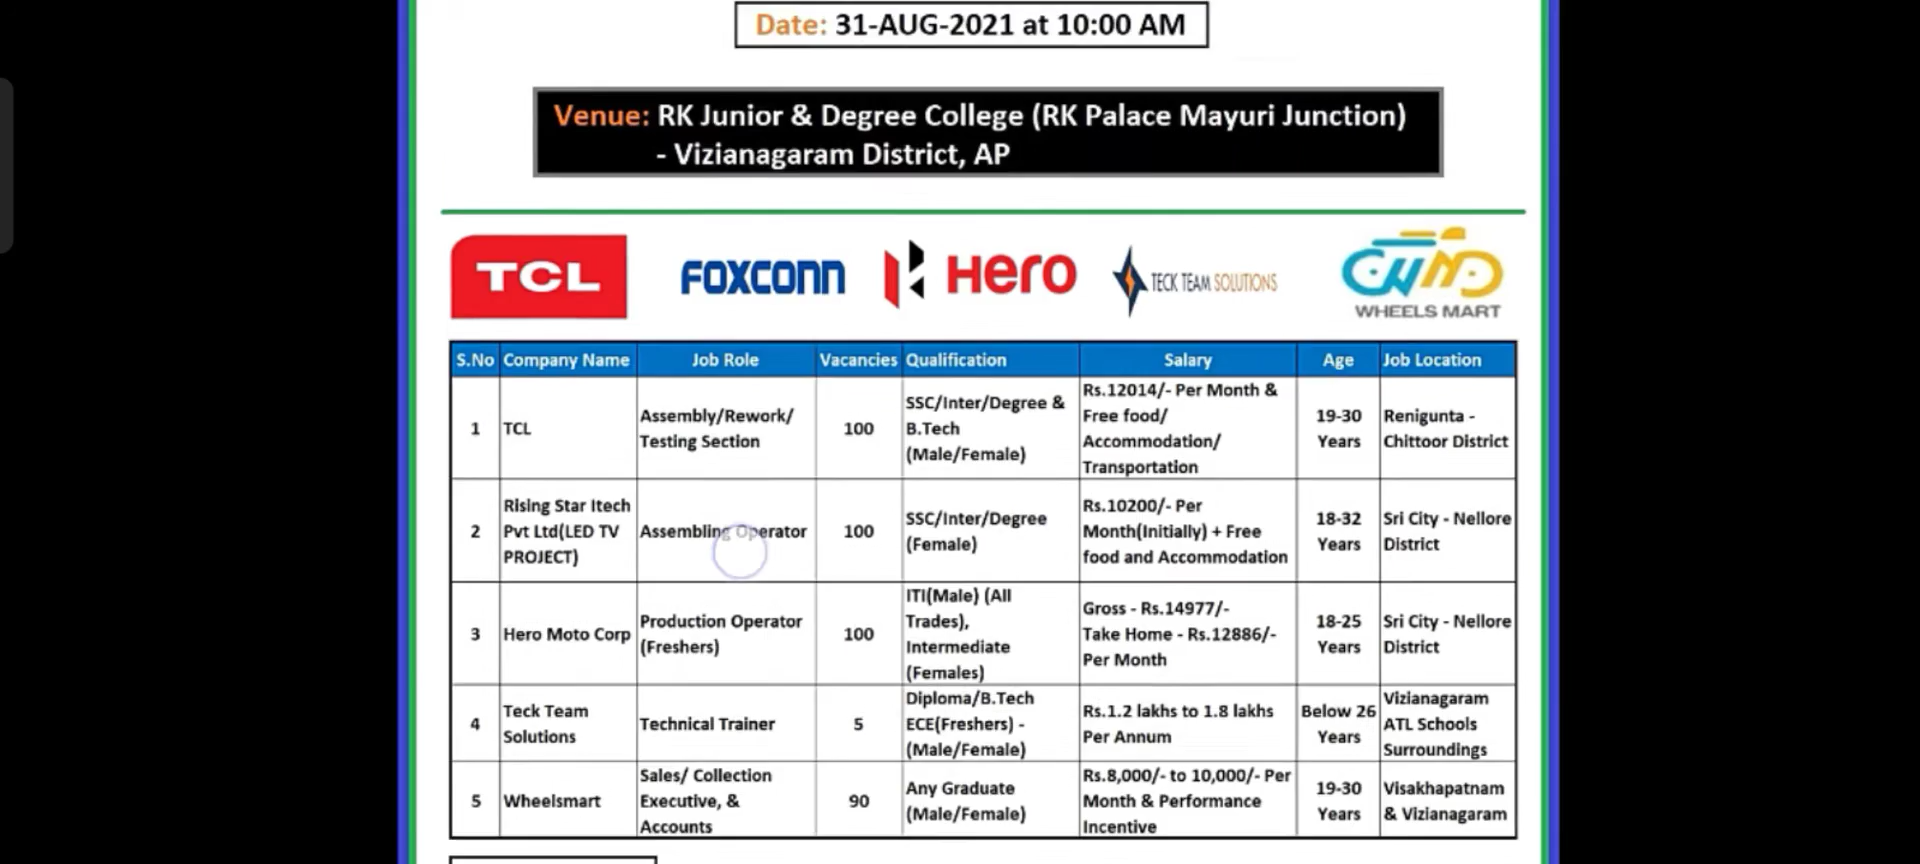 Date: 31-AUG-2021 at 10:00 AM
Venue: RK Junior & Degree College (RK Palace Mayuri Junction)
- Vizianagaram District, AP
TCL
FOXCONN
Hero
TECK TEAM SOLUTIONS
WHEELS MART
S.No Company Name Job Role Vacancies Qualification Salary Age Job Location
1 TCL
Assembly/Rework/
Testing Section
100
SSC/Inter/Degree &
B.Tech
(Male/Female)
Rs.12014/- Per Month &
Free food/
Accommodation/
Transportation
19-30
Years
Renigunta -
Chittoor District
2
Rising Star Itech
Pvt Ltd(LED TV
PROJECT)
Assembling Operator
100
SSC/Inter/Degree
(Female)
Rs.10200/- Per
Month(Initially) + Free
food and Accommodation
18-32
Years
Sri City - Nellore
District
3 Hero Moto Corp
Production Operator
(Freshers)
100
ITI(Male) (All
Trades),
Intermediate
(Females)
Gross - Rs.14977/-
Take Home - Rs.12886/-
Per Month
18-25
Years
Sri City - Nellore
District
4
Teck Team
Solutions
Technical Trainer
5
Diploma/B.Tech
ECE(Freshers) -
(Male/Female)
Rs.1.2 lakhs to 1.8 lakhs
Per Annum
Below 26
Years
Vizianagaram
ATL Schools
Surroundings
5 Wheelsmart
Sales/ Collection
Executive, &
Accounts
90
Any Graduate
(Male/Female)
Rs.8,000/- to 10,000/- Per
Month & Performance
Incentive
19-30
Years
Visakhapatnam
& Vizianagaram